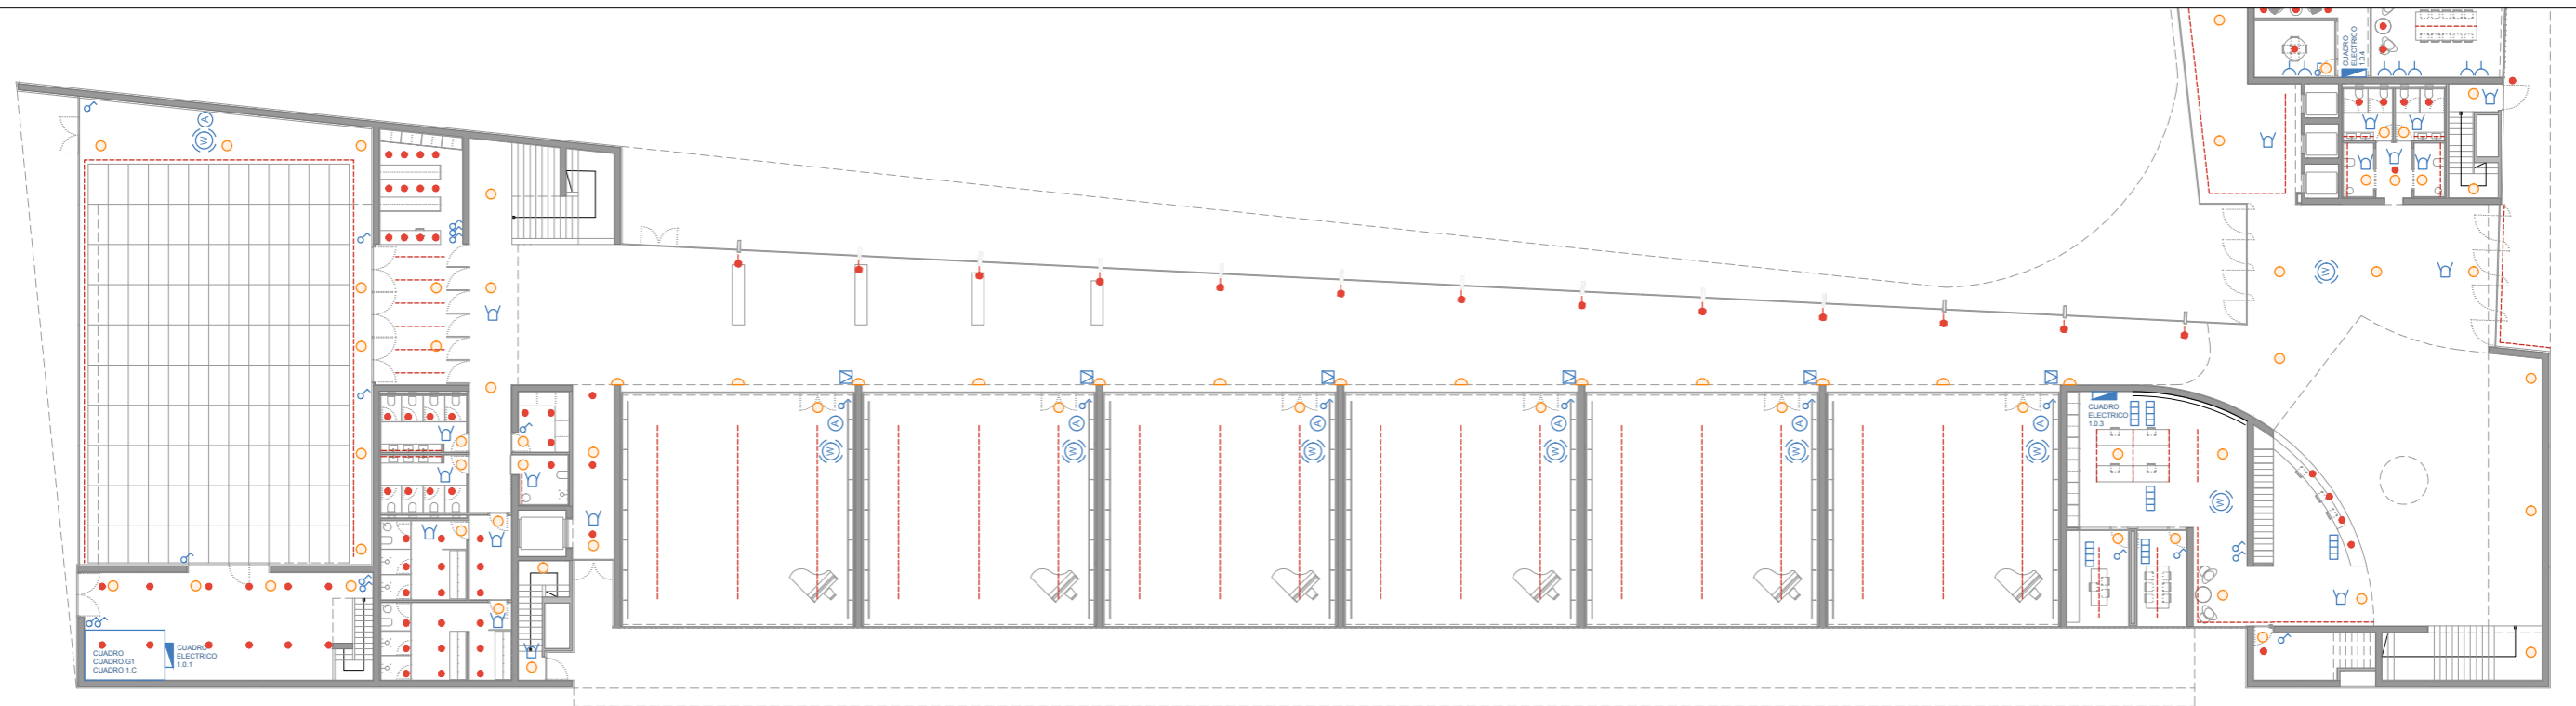 CUADRO
ELECTRICO
1.0.4
A
W
W
A
A
A
A
A
A
W
W
W
W
W
W
CUADRO
ELECTRICO
1.0.3
W
CUADRO
CUADRO.G1
CUADRO 1.C
CUADRO
ELECTRICO
1.0.1